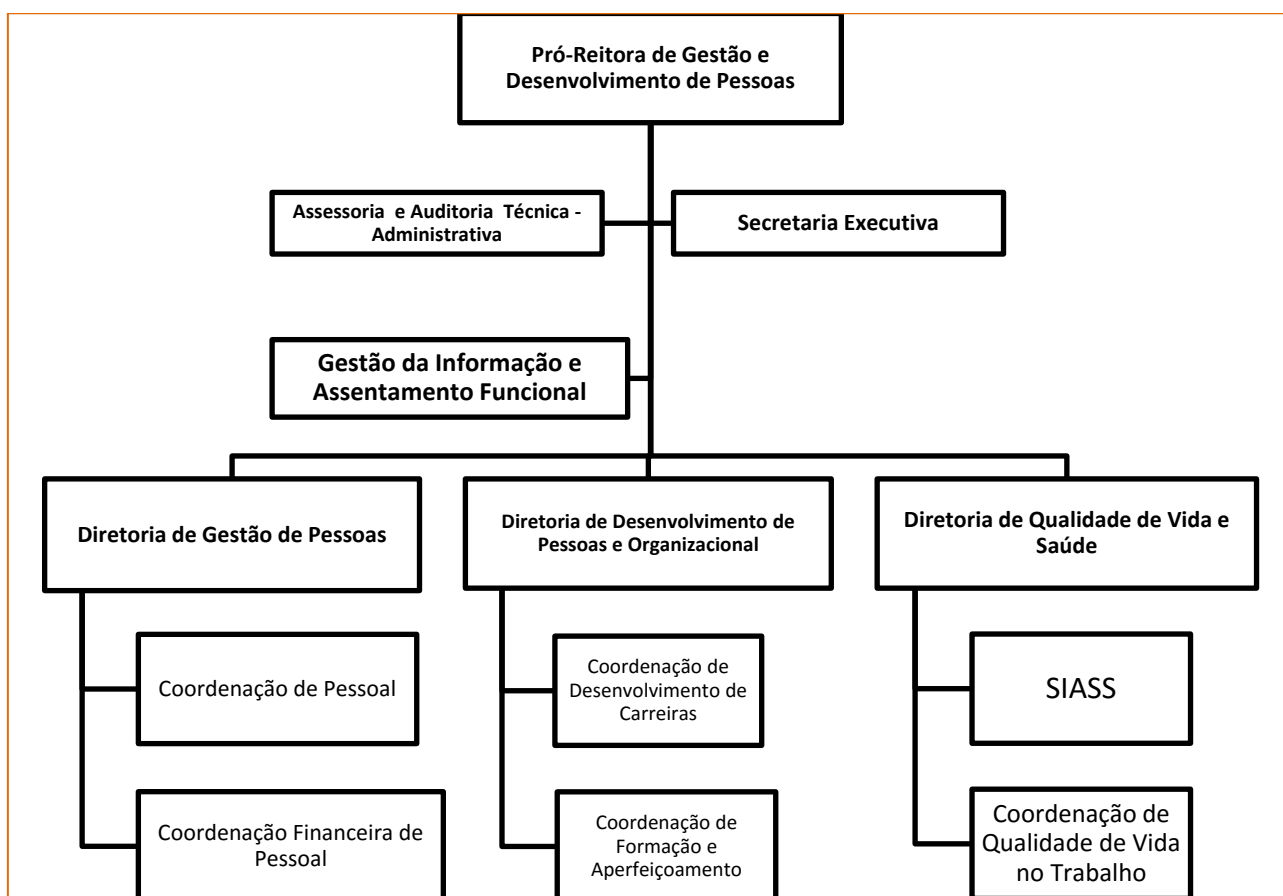 Pró-Reitora de Gestão e
Desenvolvimento de Pessoas
Assessoria e Auditoria Técnica -
Administrativa
Secretaria Executiva
Gestão da Informação e
Assentamento Funcional
Diretoria de Gestão de Pessoas
Diretoria de Desenvolvimento de
Pessoas e Organizacional
Diretoria de Qualidade de Vida e
Saúde
Coordenação de Pessoal
Coordenação de
Desenvolvimento de
Carreiras
SIASS
Coordenação Financeira de
Pessoal
Coordenação de
Formação e
Aperfeiçoamento
Coordenação de
Qualidade de Vida
no Trabalho